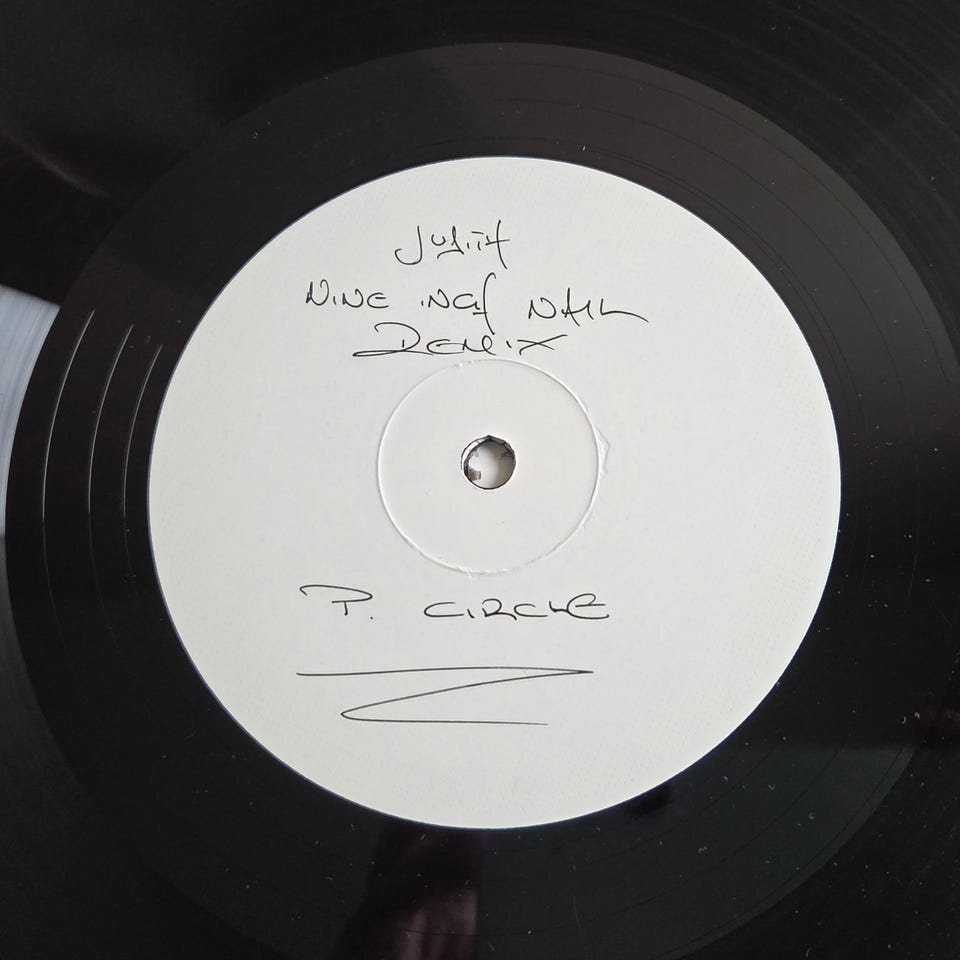 Judith
NINE iNCH NAIL
REMIX
P. CIRCLE